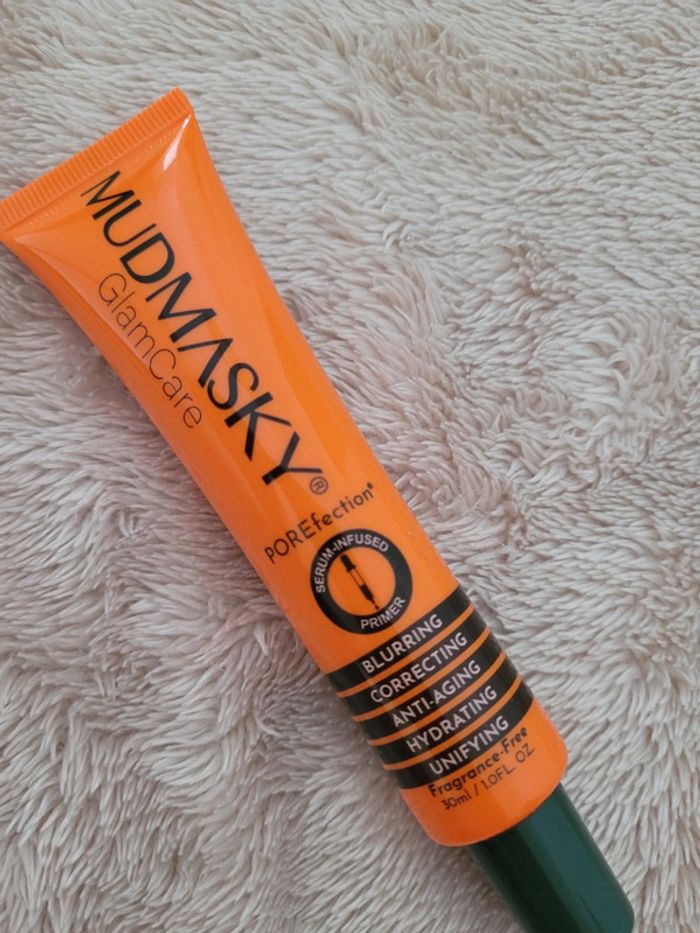 MUDMASKY®
GlamCare
POREfection®
SERUM-INFUSED
PRIMER
BLURRING
CORRECTING
ANTI-AGING
HYDRATING
UNIFYING
Fragrance-Free
30ml / 1.0FL. OZ